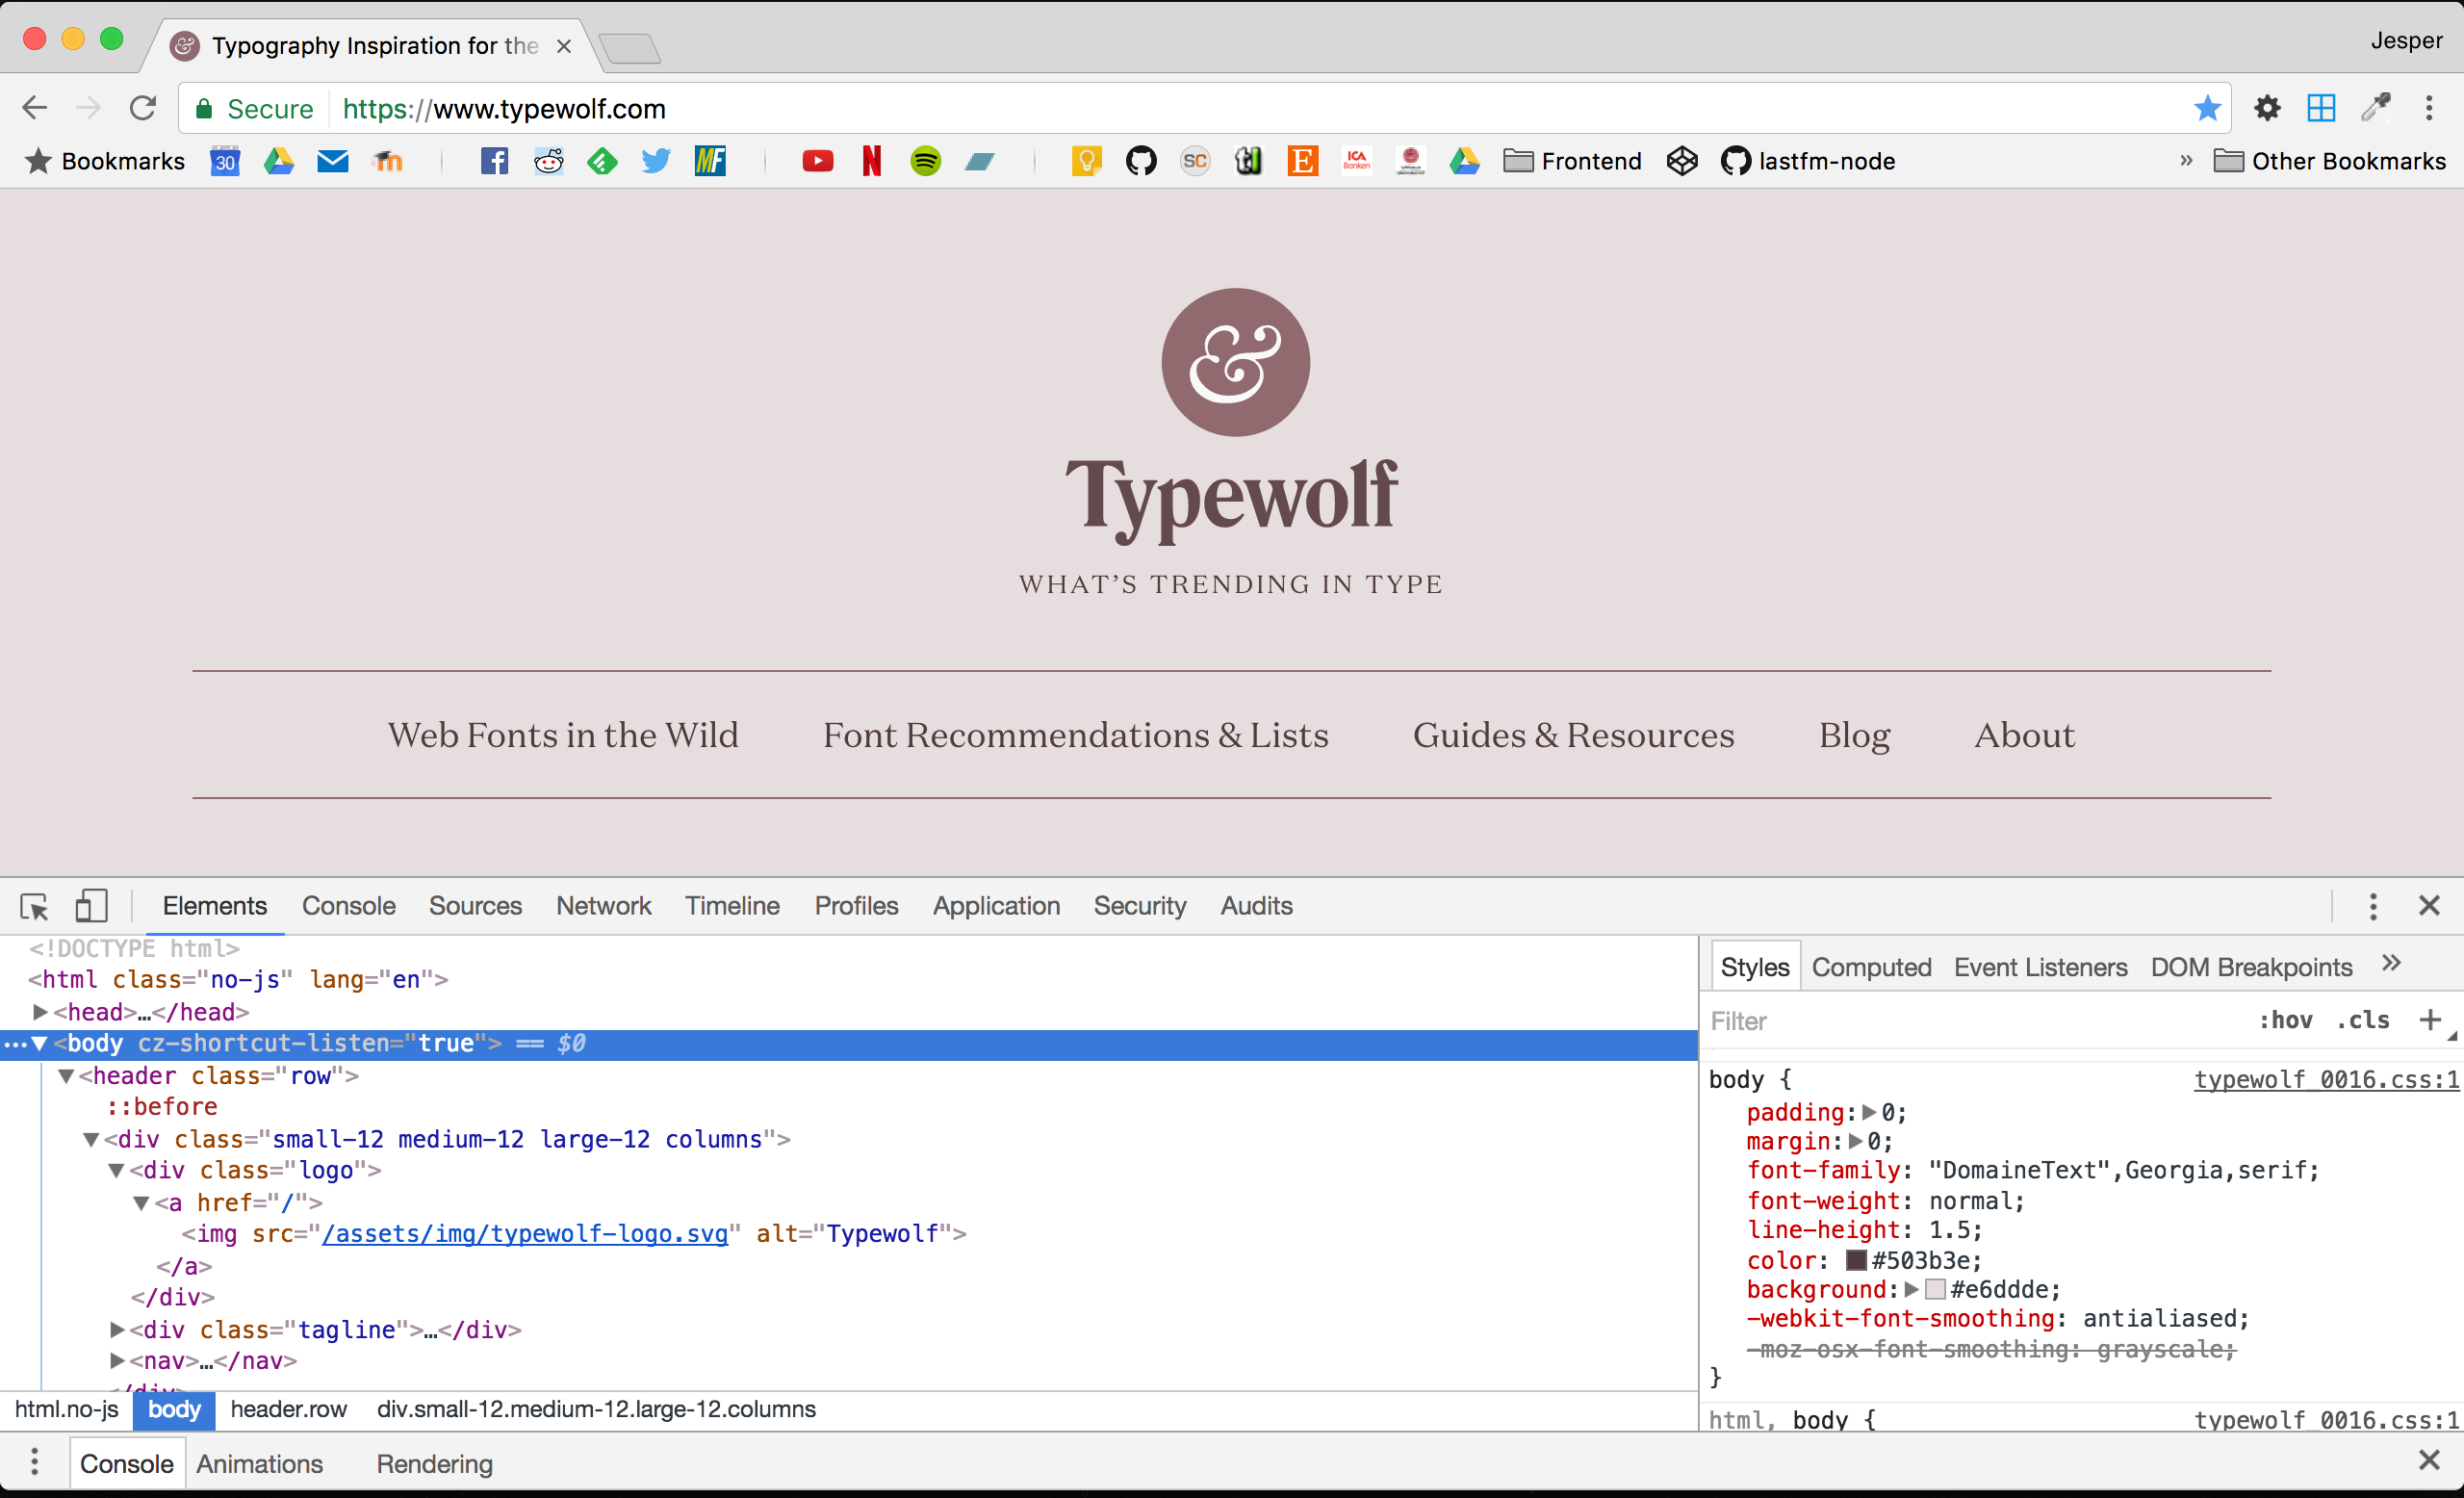 Typography Inspiration for the
Jesper
Secure https://www.typewolf.com
Bookmarks 30 MF SC td E ICA Banken Frontend lastfm-node » Other Bookmarks
&
Typewolf
WHAT’S TRENDING IN TYPE
Web Fonts in the Wild Font Recommendations & Lists Guides & Resources Blog About
Elements Console Sources Network Timeline Profiles Application Security Audits
<!DOCTYPE html>
<html class="no-js" lang="en">
▶<head>…</head>
…▼<body cz-shortcut-listen="true"> == $0
▼<header class="row">
::before
▼<div class="small-12 medium-12 large-12 columns">
▼<div class="logo">
▼<a href="/">
<img src="/assets/img/typewolf-logo.svg" alt="Typewolf">
</a>
</div>
▶<div class="tagline">…</div>
▶<nav>…</nav>
</div>
html.no-js body header.row div.small-12.medium-12.large-12.columns
Styles Computed Event Listeners DOM Breakpoints »
Filter :hov .cls +
body { typewolf_0016.css:1
padding:▶0;
margin:▶0;
font-family: "DomaineText",Georgia,serif;
font-weight: normal;
line-height: 1.5;
color: #503b3e;
background:▶#e6ddde;
-webkit-font-smoothing: antialiased;
-moz-osx-font-smoothing: grayscale;
}
html, body { typewolf_0016.css:1
Console Animations Rendering